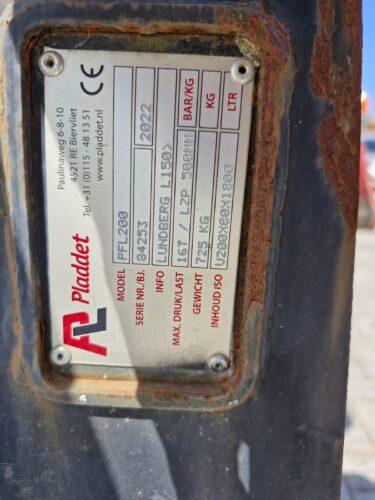 Pladdet
Paulinaweg 6-8-10
4521 RE Biervliet
Tel. +31 (0)115 - 48 13 51
www.pladdet.nl
CE
MODEL PFL200
SERIE NR./BJ. 84253 2022
INFO LUNDBERG L150>
MAX. DRUK/LAST 16T / LZP 500MM BAR/KG
GEWICHT 725 KG KG
INHOUD ISO V200X80X1800 LTR